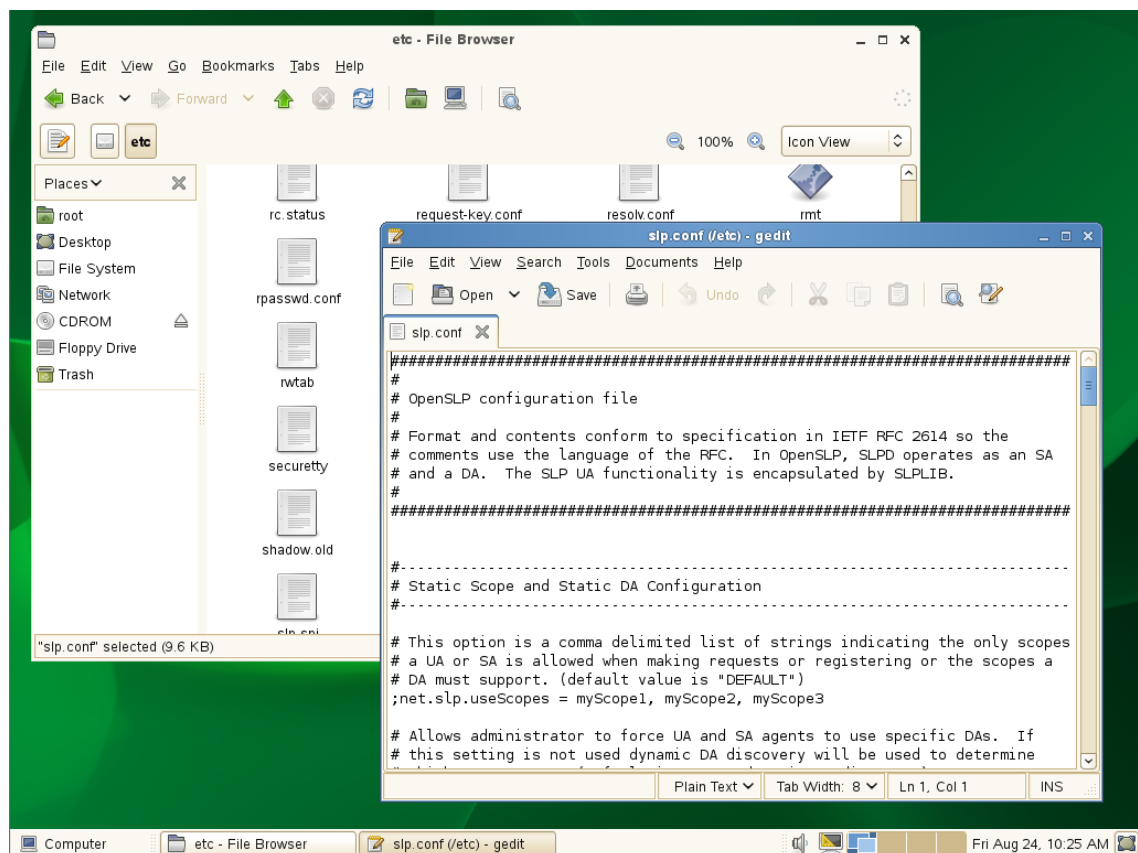 etc - File Browser
File Edit View Go Bookmarks Tabs Help
Back Forward
etc 100% Icon View
Places
root
Desktop
File System
Network
CDROM
Floppy Drive
Trash
rc.status request-key.conf resolv.conf rmt
rpasswd.conf
rwtab
securetty
shadow.old
slp.spi
"slp.conf" selected (9.6 KB)
slp.conf (/etc) - gedit
File Edit View Search Tools Documents Help
Open Save Undo
slp.conf
#############################################################################
#
# OpenSLP configuration file
#
# Format and contents conform to specification in IETF RFC 2614 so the
# comments use the language of the RFC.  In OpenSLP, SLPD operates as an SA
# and a DA.  The SLP UA functionality is encapsulated by SLPLIB.
#
#############################################################################
#----------------------------------------------------------------------------
# Static Scope and Static DA Configuration
#----------------------------------------------------------------------------
# This option is a comma delimited list of strings indicating the only scopes
# a UA or SA is allowed when making requests or registering or the scopes a
# DA must support. (default value is "DEFAULT")
;net.slp.useScopes = myScope1, myScope2, myScope3
# Allows administrator to force UA and SA agents to use specific DAs.  If
# this setting is not used dynamic DA discovery will be used to determine
Plain Text Tab Width: 8 Ln 1, Col 1 INS
Computer etc - File Browser slp.conf (/etc) - gedit Fri Aug 24, 10:25 AM